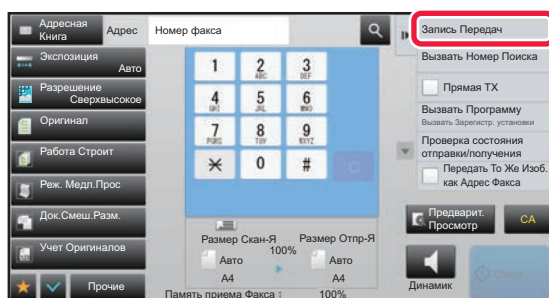 Адресная
Книга
Адрес
Номер факса
Запись Передач
Экспозиция
Авто
Вызвать Номер Поиска
Разрешение
Сверхвысокое
Прямая TX
Оригинал
Вызвать Программу
Вызвать Зарегистр. установки
Работа Строит
Проверка состояния
отправки/получения
Реж. Медл.Прос
Передать То Же Изоб.
как Адрес Факса
Док.Смеш.Разм.
Учет Оригиналов
Прочие
1
2
ABC
3
DEF
4
GHI
5
JKL
6
MNO
7
PQRS
8
TUV
9
WXYZ
0
#
C
Размер Скан-Я
100%
Размер Отпр-Я
Авто
A4
Авто
A4
Память приема Факса :
100%
Предварит.
Просмотр
CA
Динамик
Старт